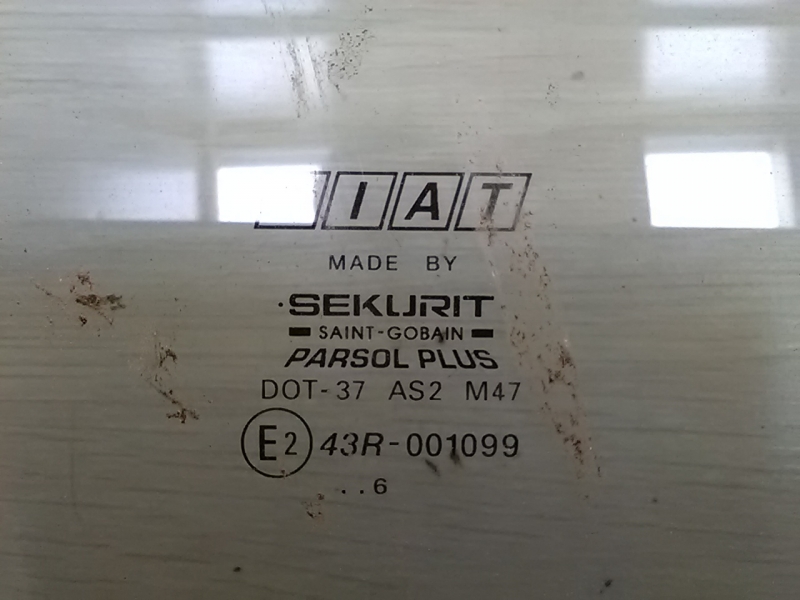 FIAT
MADE BY
·SEKURIT
SAINT-GOBAIN
PARSOL PLUS
DOT-37 AS2 M47
E2 43R-001099
..6